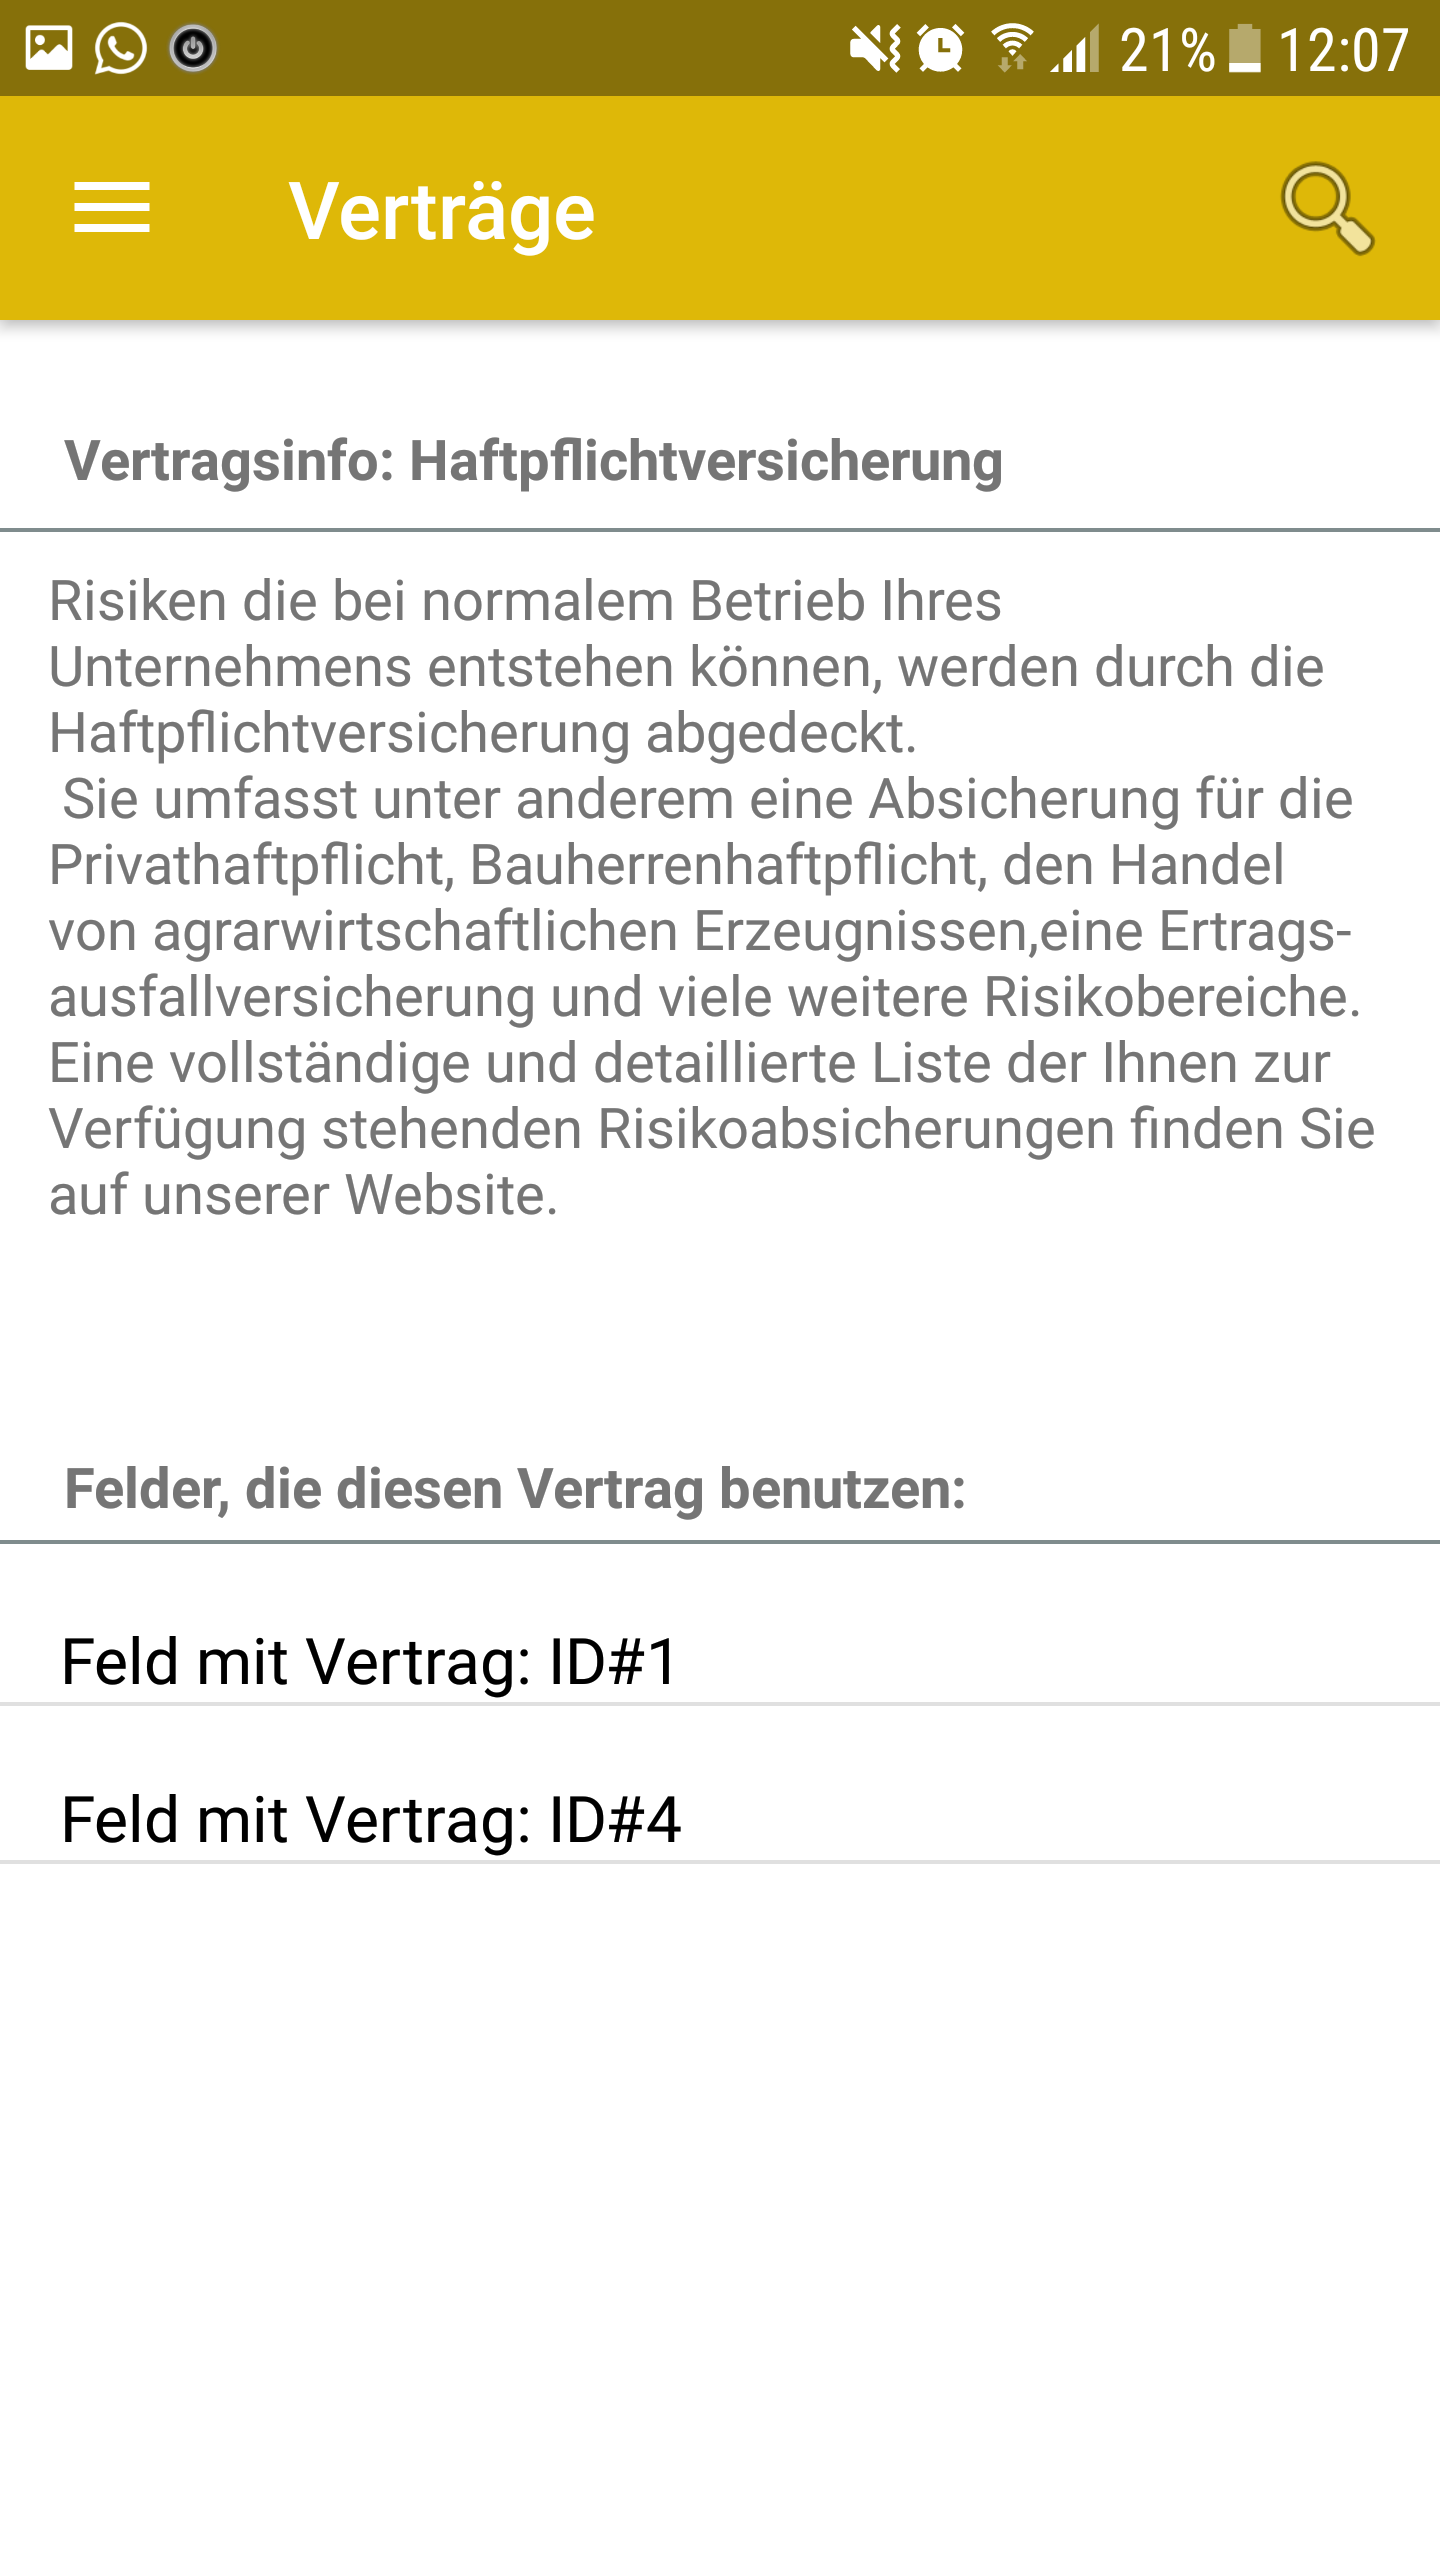 21% 12:07
Verträge
Vertragsinfo: Haftpflichtversicherung
Risiken die bei normalem Betrieb Ihres
Unternehmens entstehen können, werden durch die
Haftpflichtversicherung abgedeckt.
Sie umfasst unter anderem eine Absicherung für die
Privathaftpflicht, Bauherrenhaftpflicht, den Handel
von agrarwirtschaftlichen Erzeugnissen,eine Ertrags-
ausfallversicherung und viele weitere Risikobereiche.
Eine vollständige und detaillierte Liste der Ihnen zur
Verfügung stehenden Risikoabsicherungen finden Sie
auf unserer Website.
Felder, die diesen Vertrag benutzen:
Feld mit Vertrag: ID#1
Feld mit Vertrag: ID#4